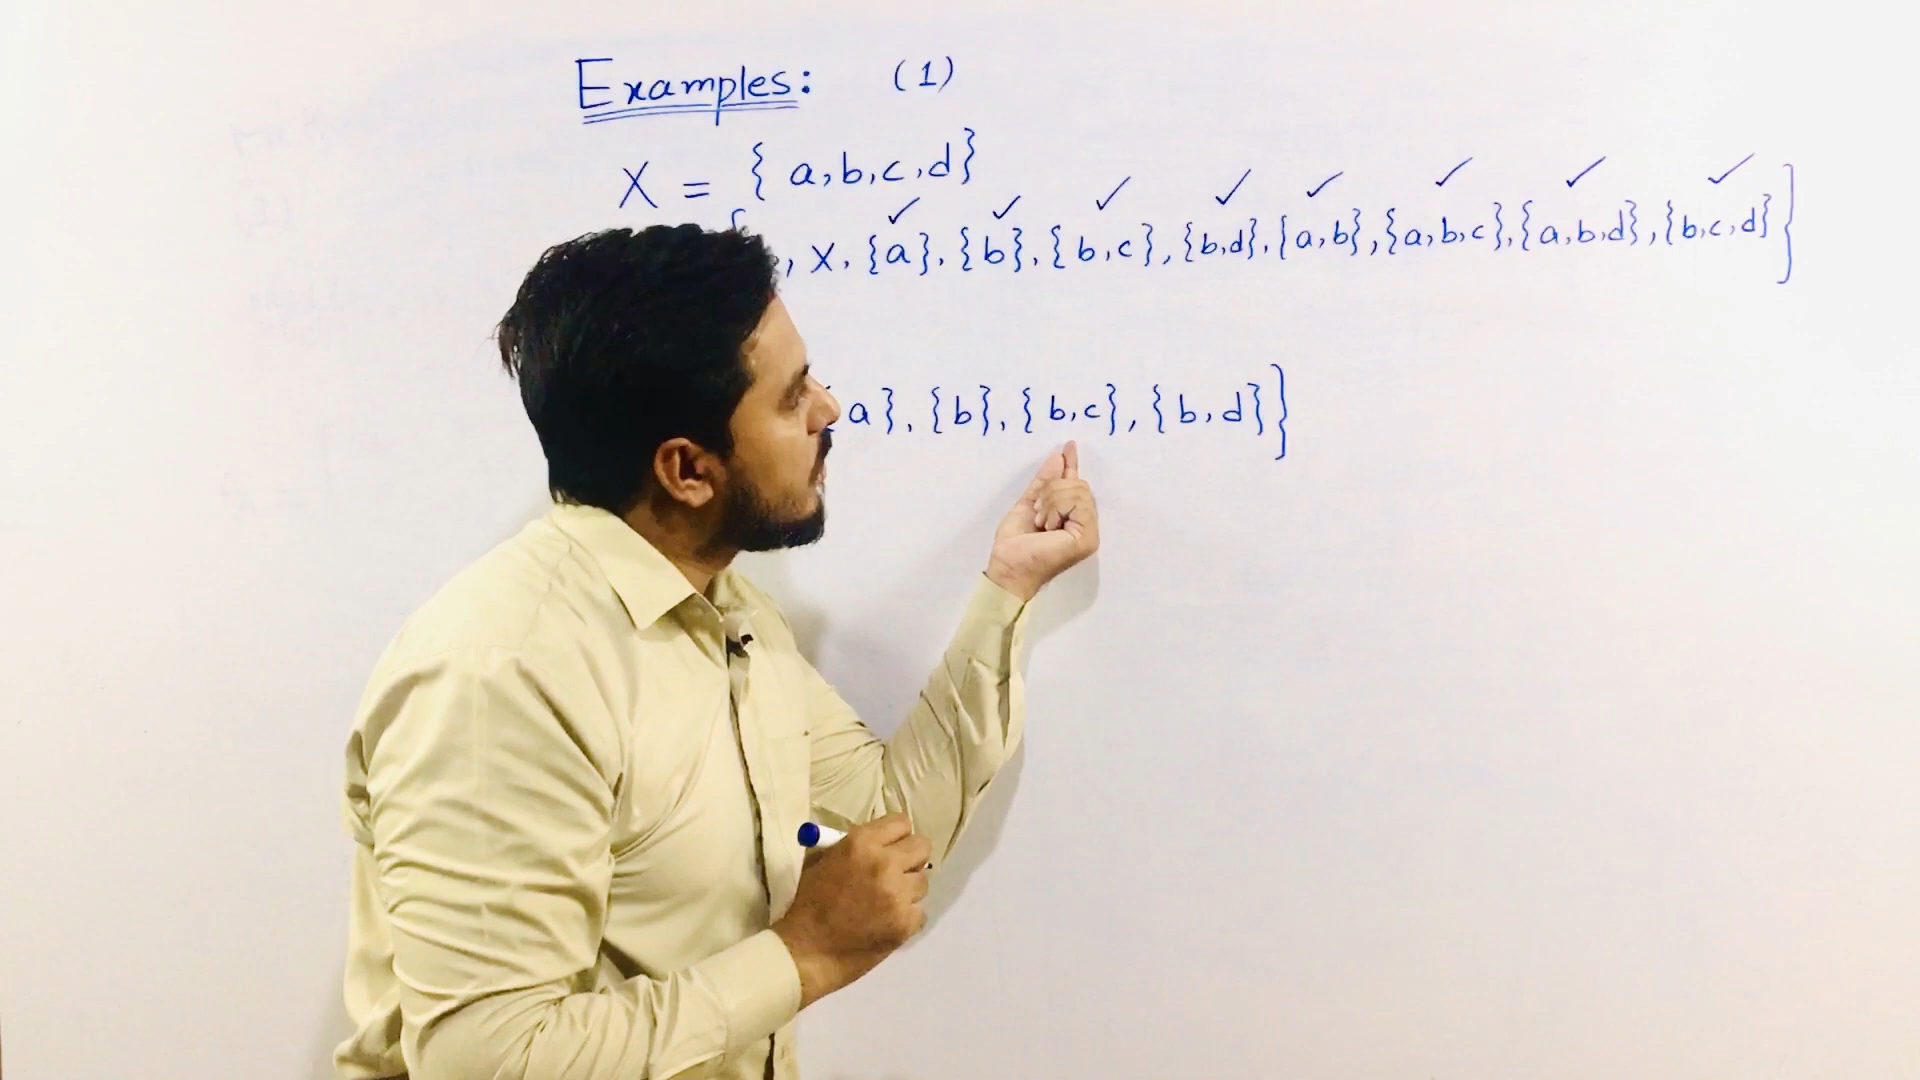 Examples: (1)
X = { a,b,c,d}
, X, {a}, {b}, {b,c}, {b,d}, {a,b}, {a,b,c}, {a,b,d}, {b,c,d}}
a}, {b}, {b,c}, {b,d}}